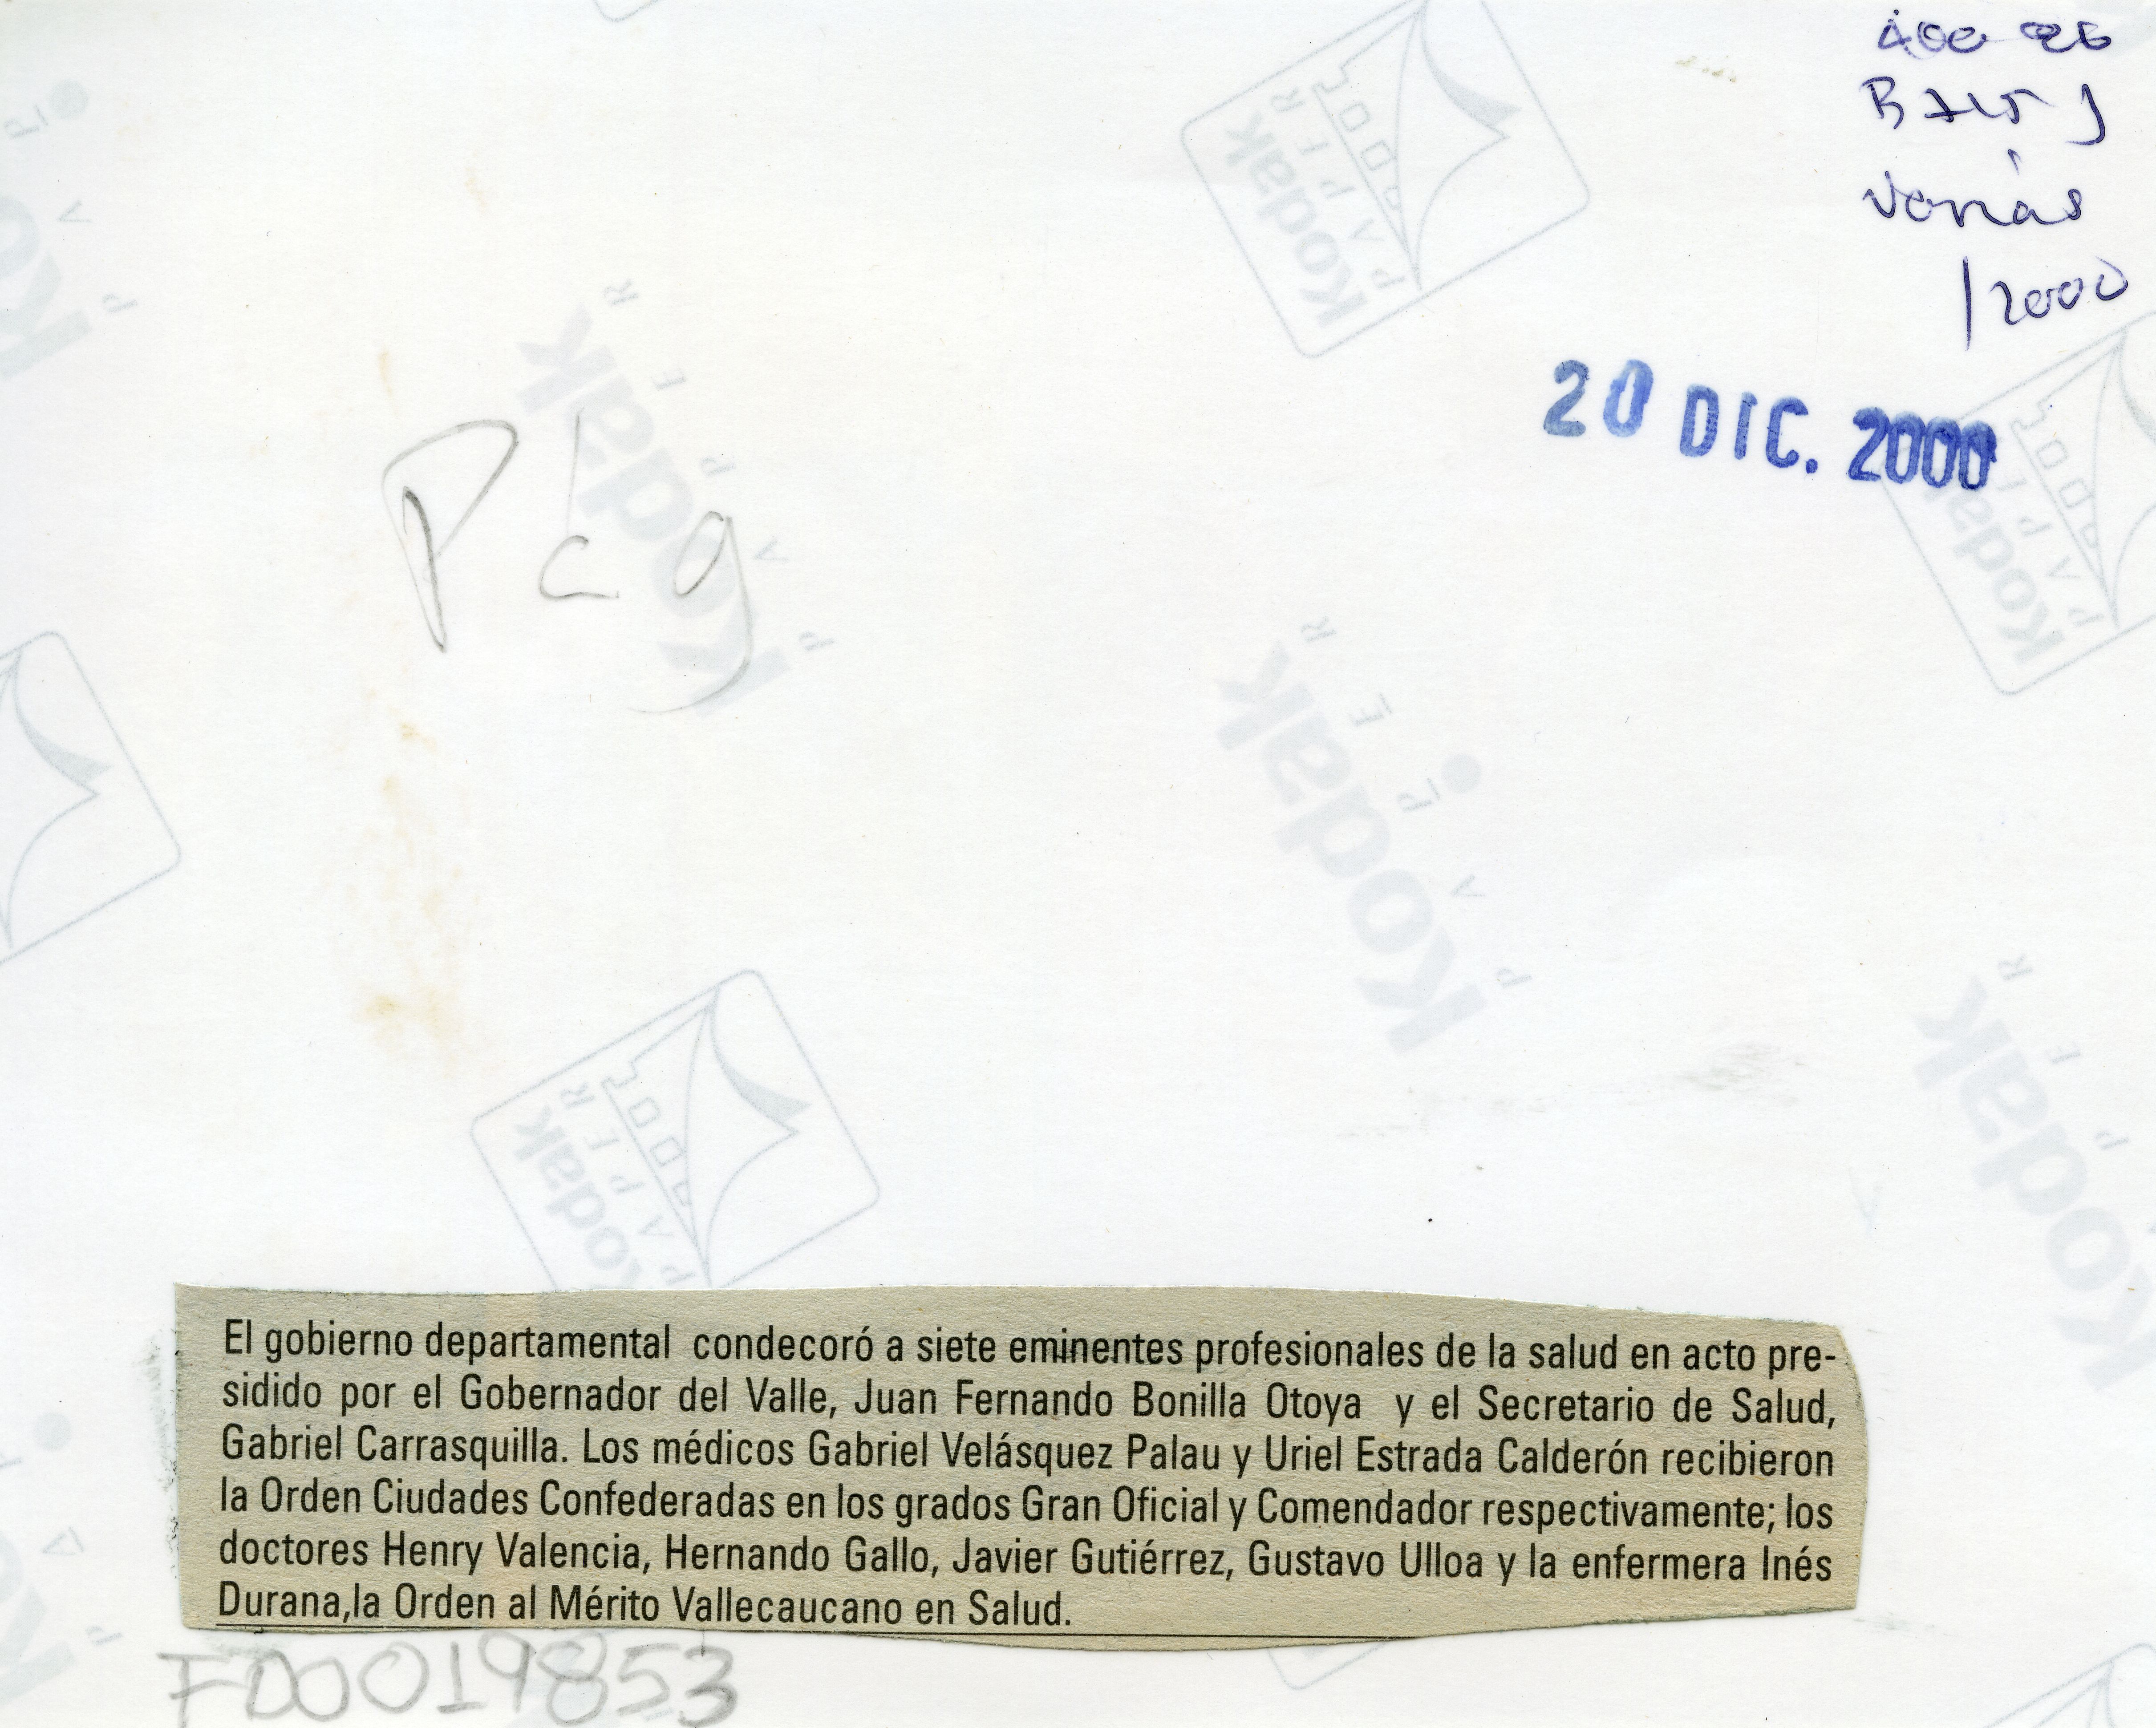 /2000
20 DIC. 2000
Pag
Kodak
El gobierno departamental condecoró a siete eminentes profesionales de la salud en acto pre-
sidido por el Gobernador del Valle, Juan Fernando Bonilla Otoya y el Secretario de Salud,
Gabriel Carrasquilla. Los médicos Gabriel Velásquez Palau y Uriel Estrada Calderón recibieron
la Orden Ciudades Confederadas en los grados Gran Oficial y Comendador respectivamente; los
doctores Henry Valencia, Hernando Gallo, Javier Gutiérrez, Gustavo Ulloa y la enfermera Inés
Durana,la Orden al Mérito Vallecaucano en Salud.
FD0019853